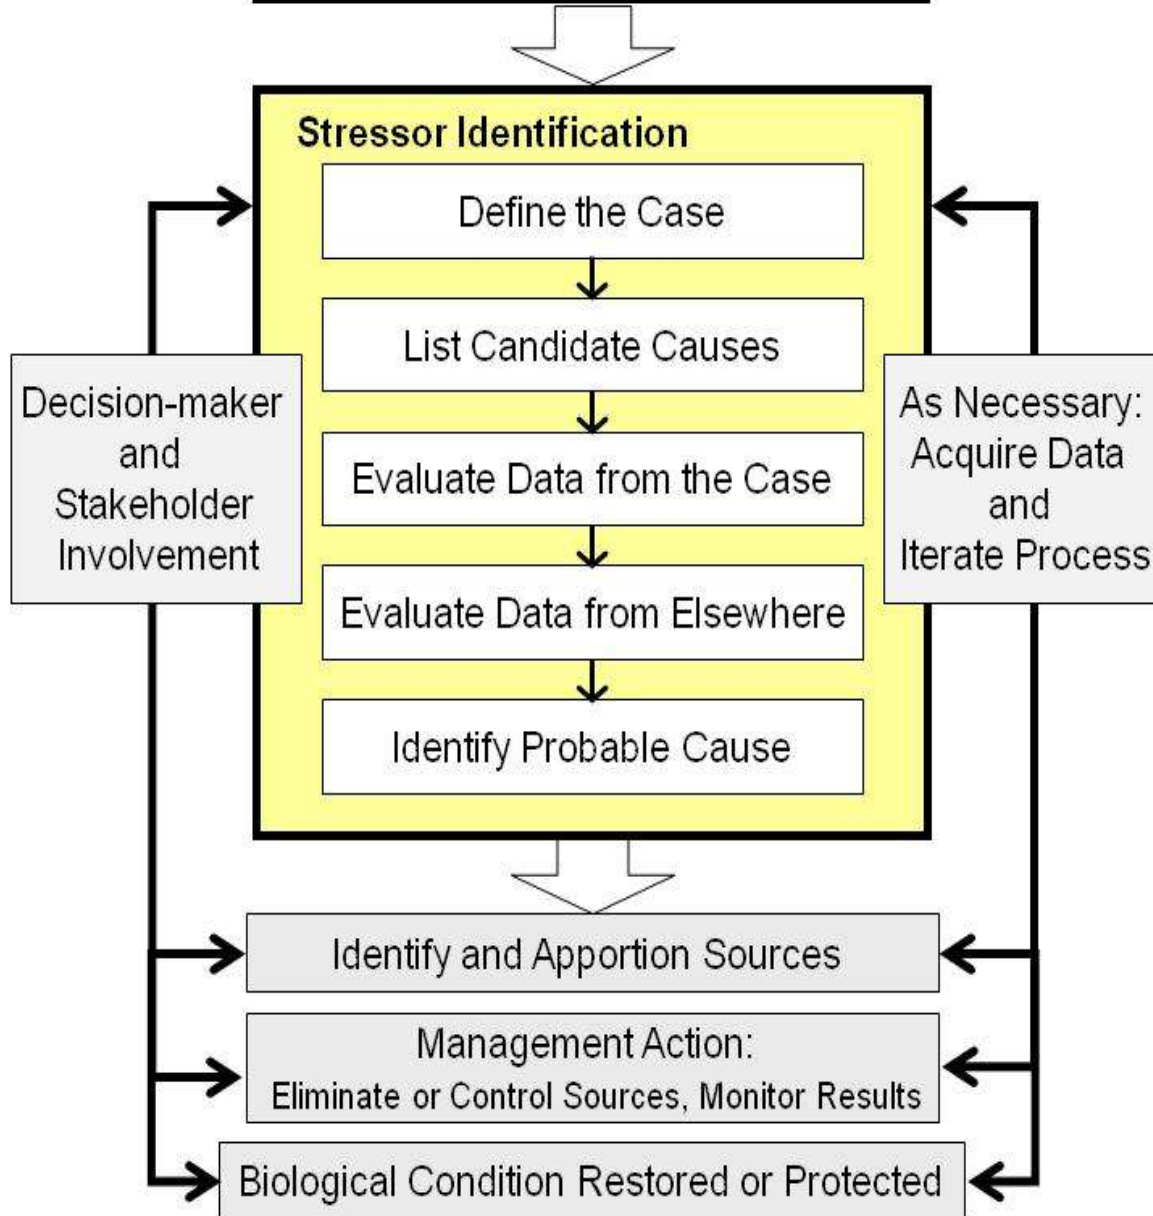 Stressor Identification
Define the Case
List Candidate Causes
Evaluate Data from the Case
Evaluate Data from Elsewhere
Identify Probable Cause
Decision-maker
and
Stakeholder
Involvement
As Necessary:
Acquire Data
and
Iterate Process
Identify and Apportion Sources
Management Action:
Eliminate or Control Sources, Monitor Results
Biological Condition Restored or Protected